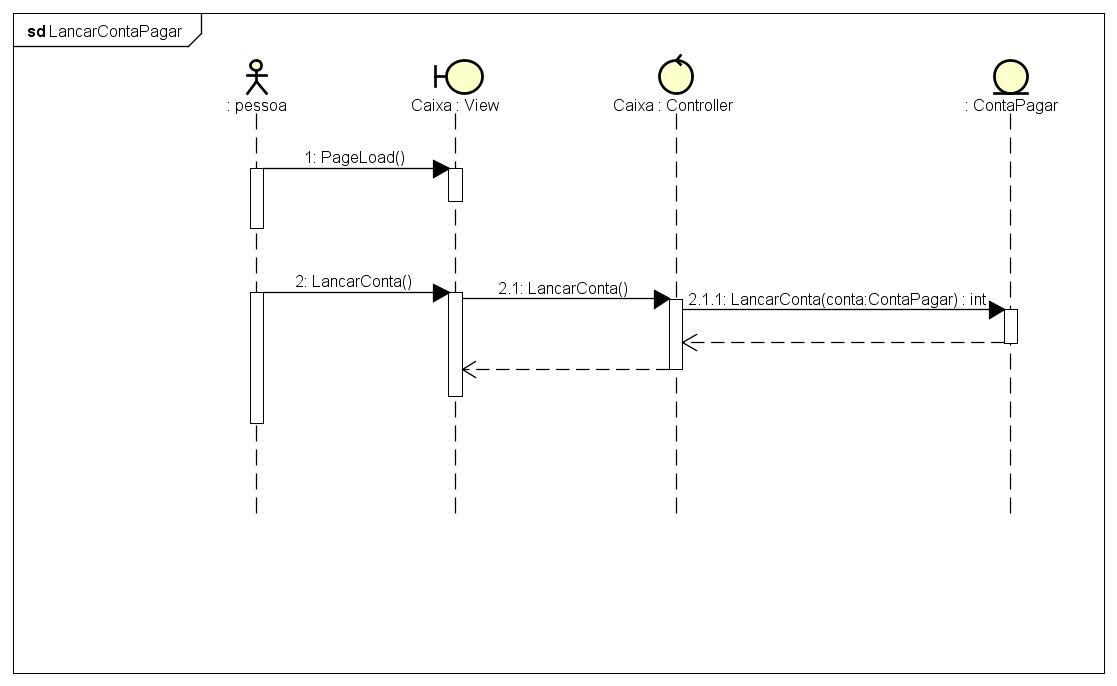 sd LancarContaPagar
: pessoa
Caixa : View
Caixa : Controller
: ContaPagar
1: PageLoad()
2: LancarConta()
2.1: LancarConta()
2.1.1: LancarConta(conta:ContaPagar) : int